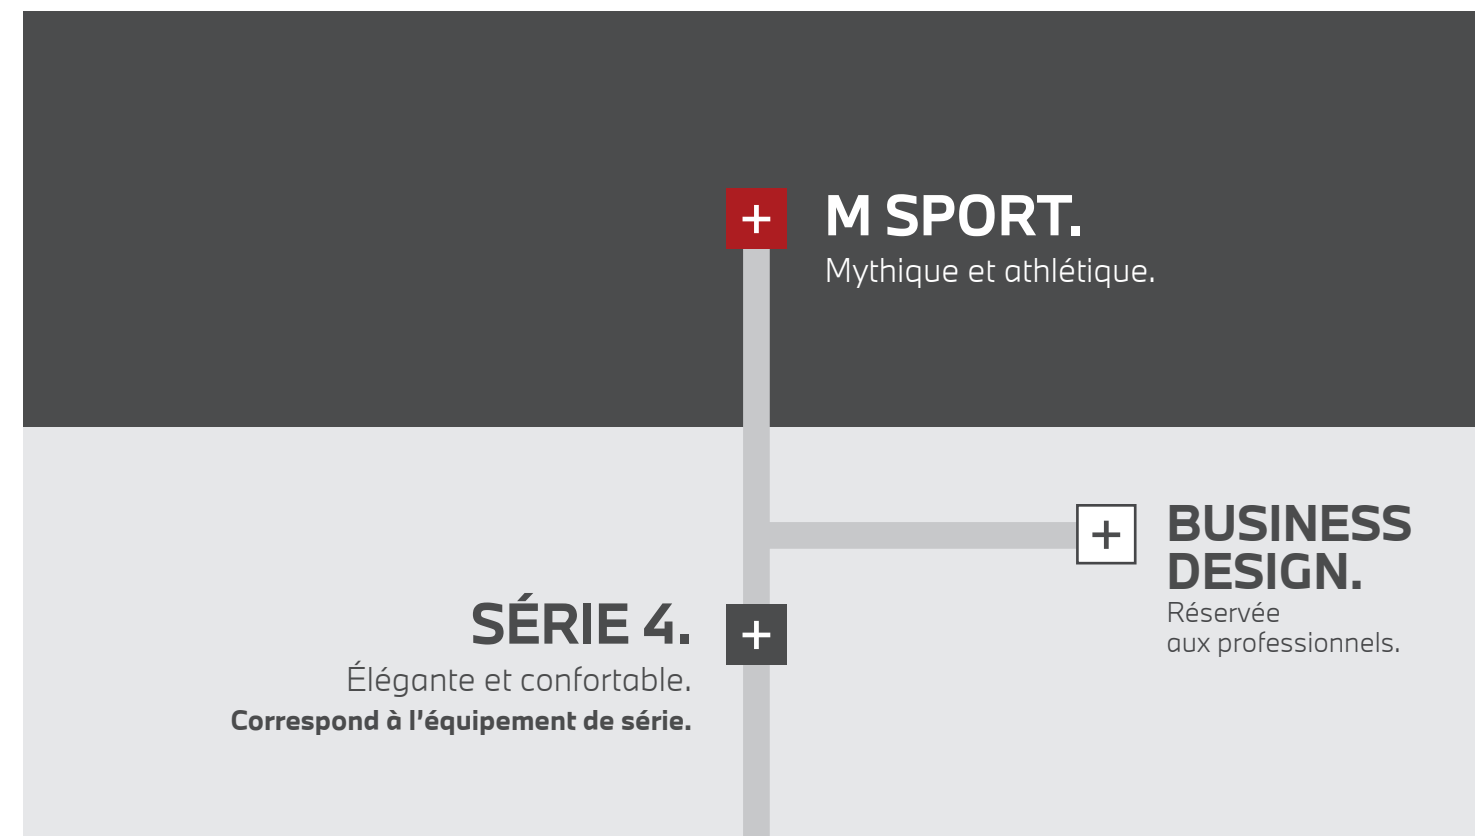 M SPORT.
Mythique et athlétique.
BUSINESS
DESIGN.
Réservée
aux professionnels.
SÉRIE 4.
Élégante et confortable.
Correspond à l’équipement de série.